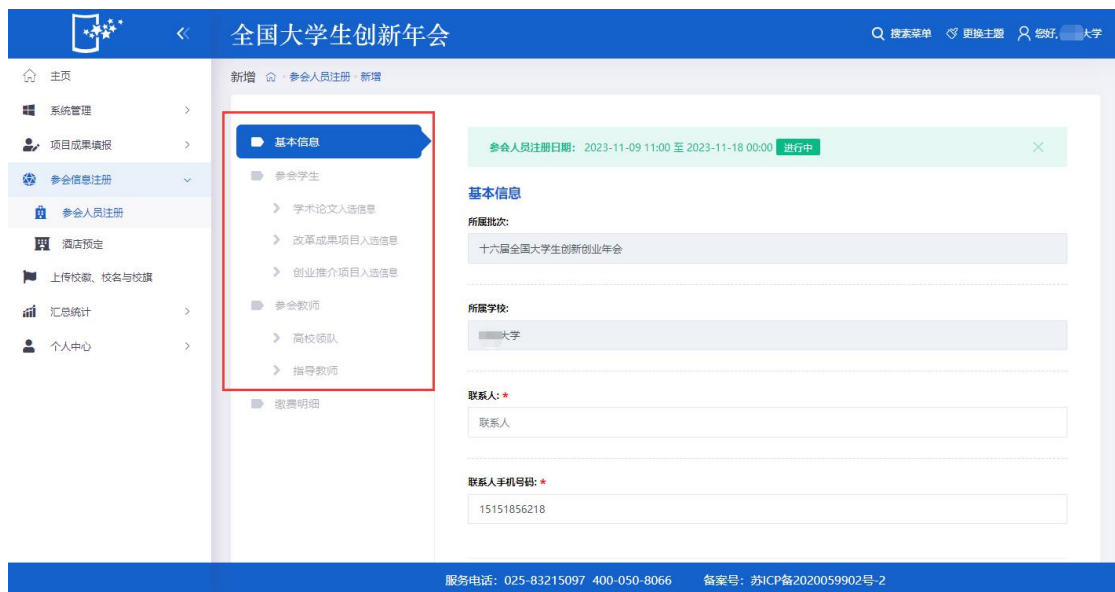 全国大学生创新年会
搜索菜单 更换主题 您好, 大学
主页
系统管理
项目成果填报
参会信息注册
参会人员注册
酒店预定
上传校徽、校名与校旗
汇总统计
个人中心
新增 参会人员注册 - 新增
基本信息
参会学生
学术论文入选信息
改革成果项目入选信息
创业推介项目入选信息
参会教师
高校领队
指导教师
缴费明细
参会人员注册日期: 2023-11-09 11:00 至 2023-11-18 00:00 进行中
基本信息
所属批次:
十六届全国大学生创新创业年会
所属学校:
大学
联系人: *
联系人
联系人手机号码: *
15151856218
服务电话: 025-83215097 400-050-8066 备案号: 苏ICP备2020059902号-2